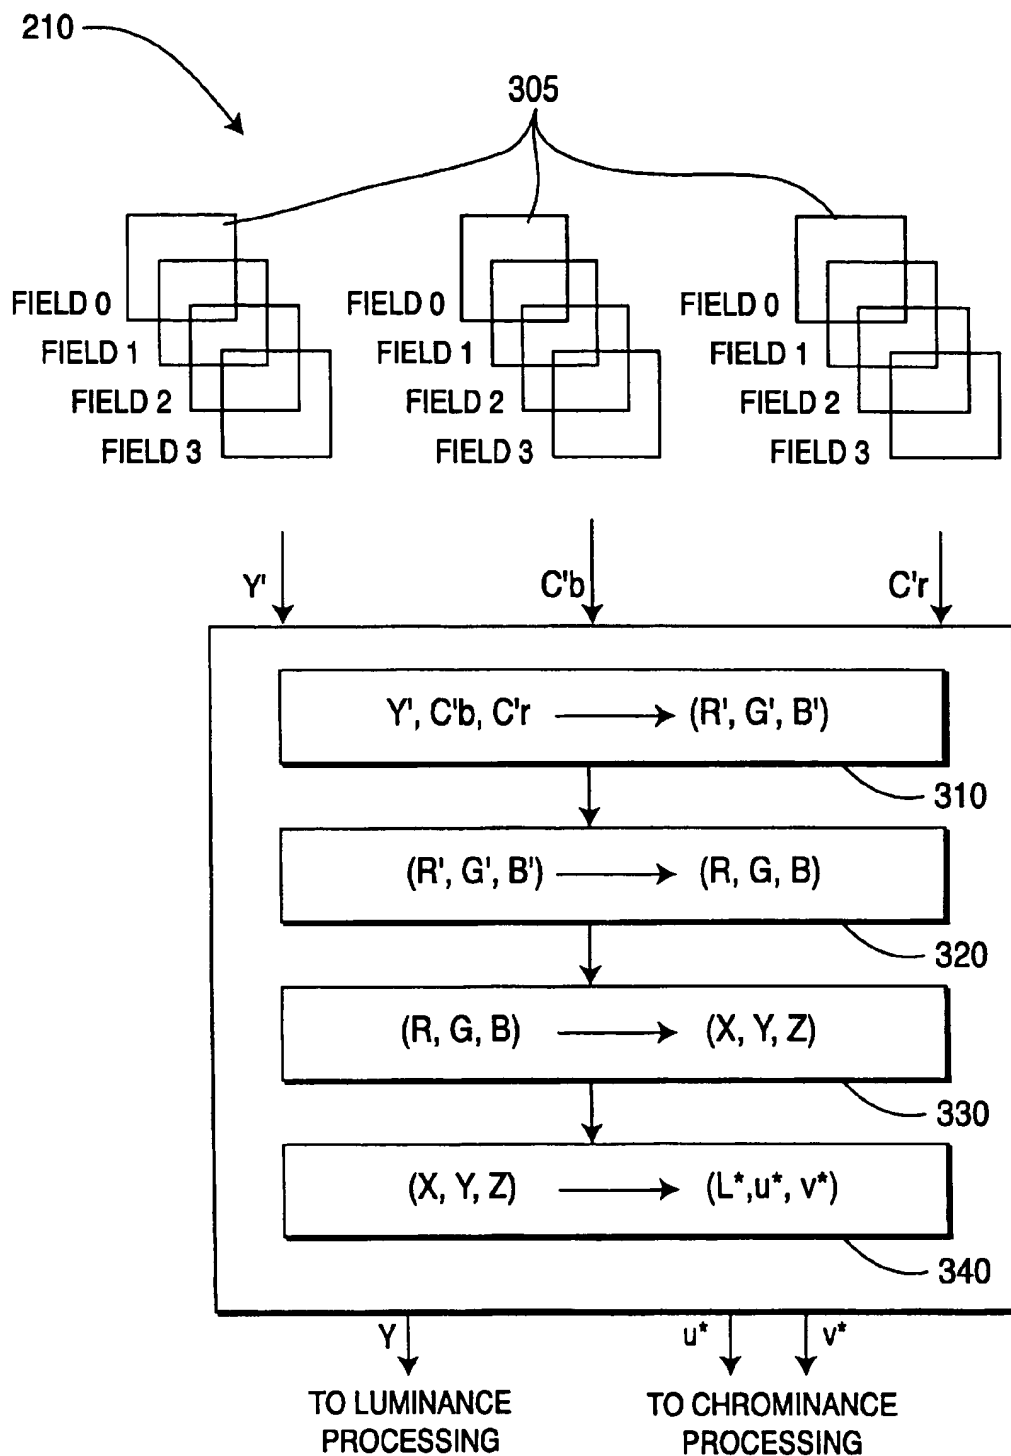 210
305
FIELD 0 FIELD 0 FIELD 0
FIELD 1 FIELD 1 FIELD 1
FIELD 2 FIELD 2 FIELD 2
FIELD 3 FIELD 3 FIELD 3
Y' C'b C'r
Y', C'b, C'r (R', G', B')
310
(R', G', B') (R, G, B)
320
(R, G, B) (X, Y, Z)
330
(X, Y, Z) (L*,u*, v*)
340
Y u* v*
TO LUMINANCE TO CHROMINANCE
PROCESSING PROCESSING